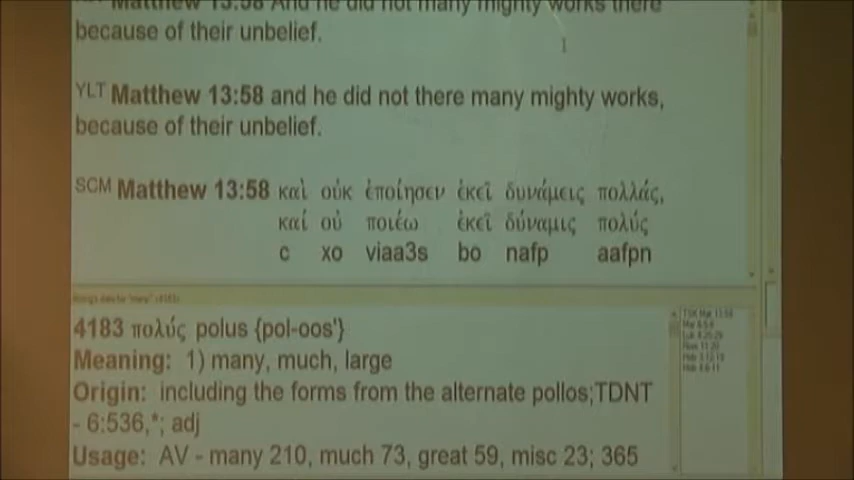 Matthew 13:58 And he did not many mighty works there
because of their unbelief.
YLT Matthew 13:58 and he did not there many mighty works,
because of their unbelief.
SCM Matthew 13:58 καὶ οὐκ ἐποίησεν ἐκεῖ δυνάμεις πολλάς,
καί οὐ ποιέω ἐκεῖ δύναμις πολύς
c xo viaa3s bo nafp aafpn
4183 πολύς polus {pol-oos'}
Meaning: 1) many, much, large
Origin: including the forms from the alternate pollos;TDNT
- 6:536,*; adj
Usage: AV - many 210, much 73, great 59, misc 23; 365